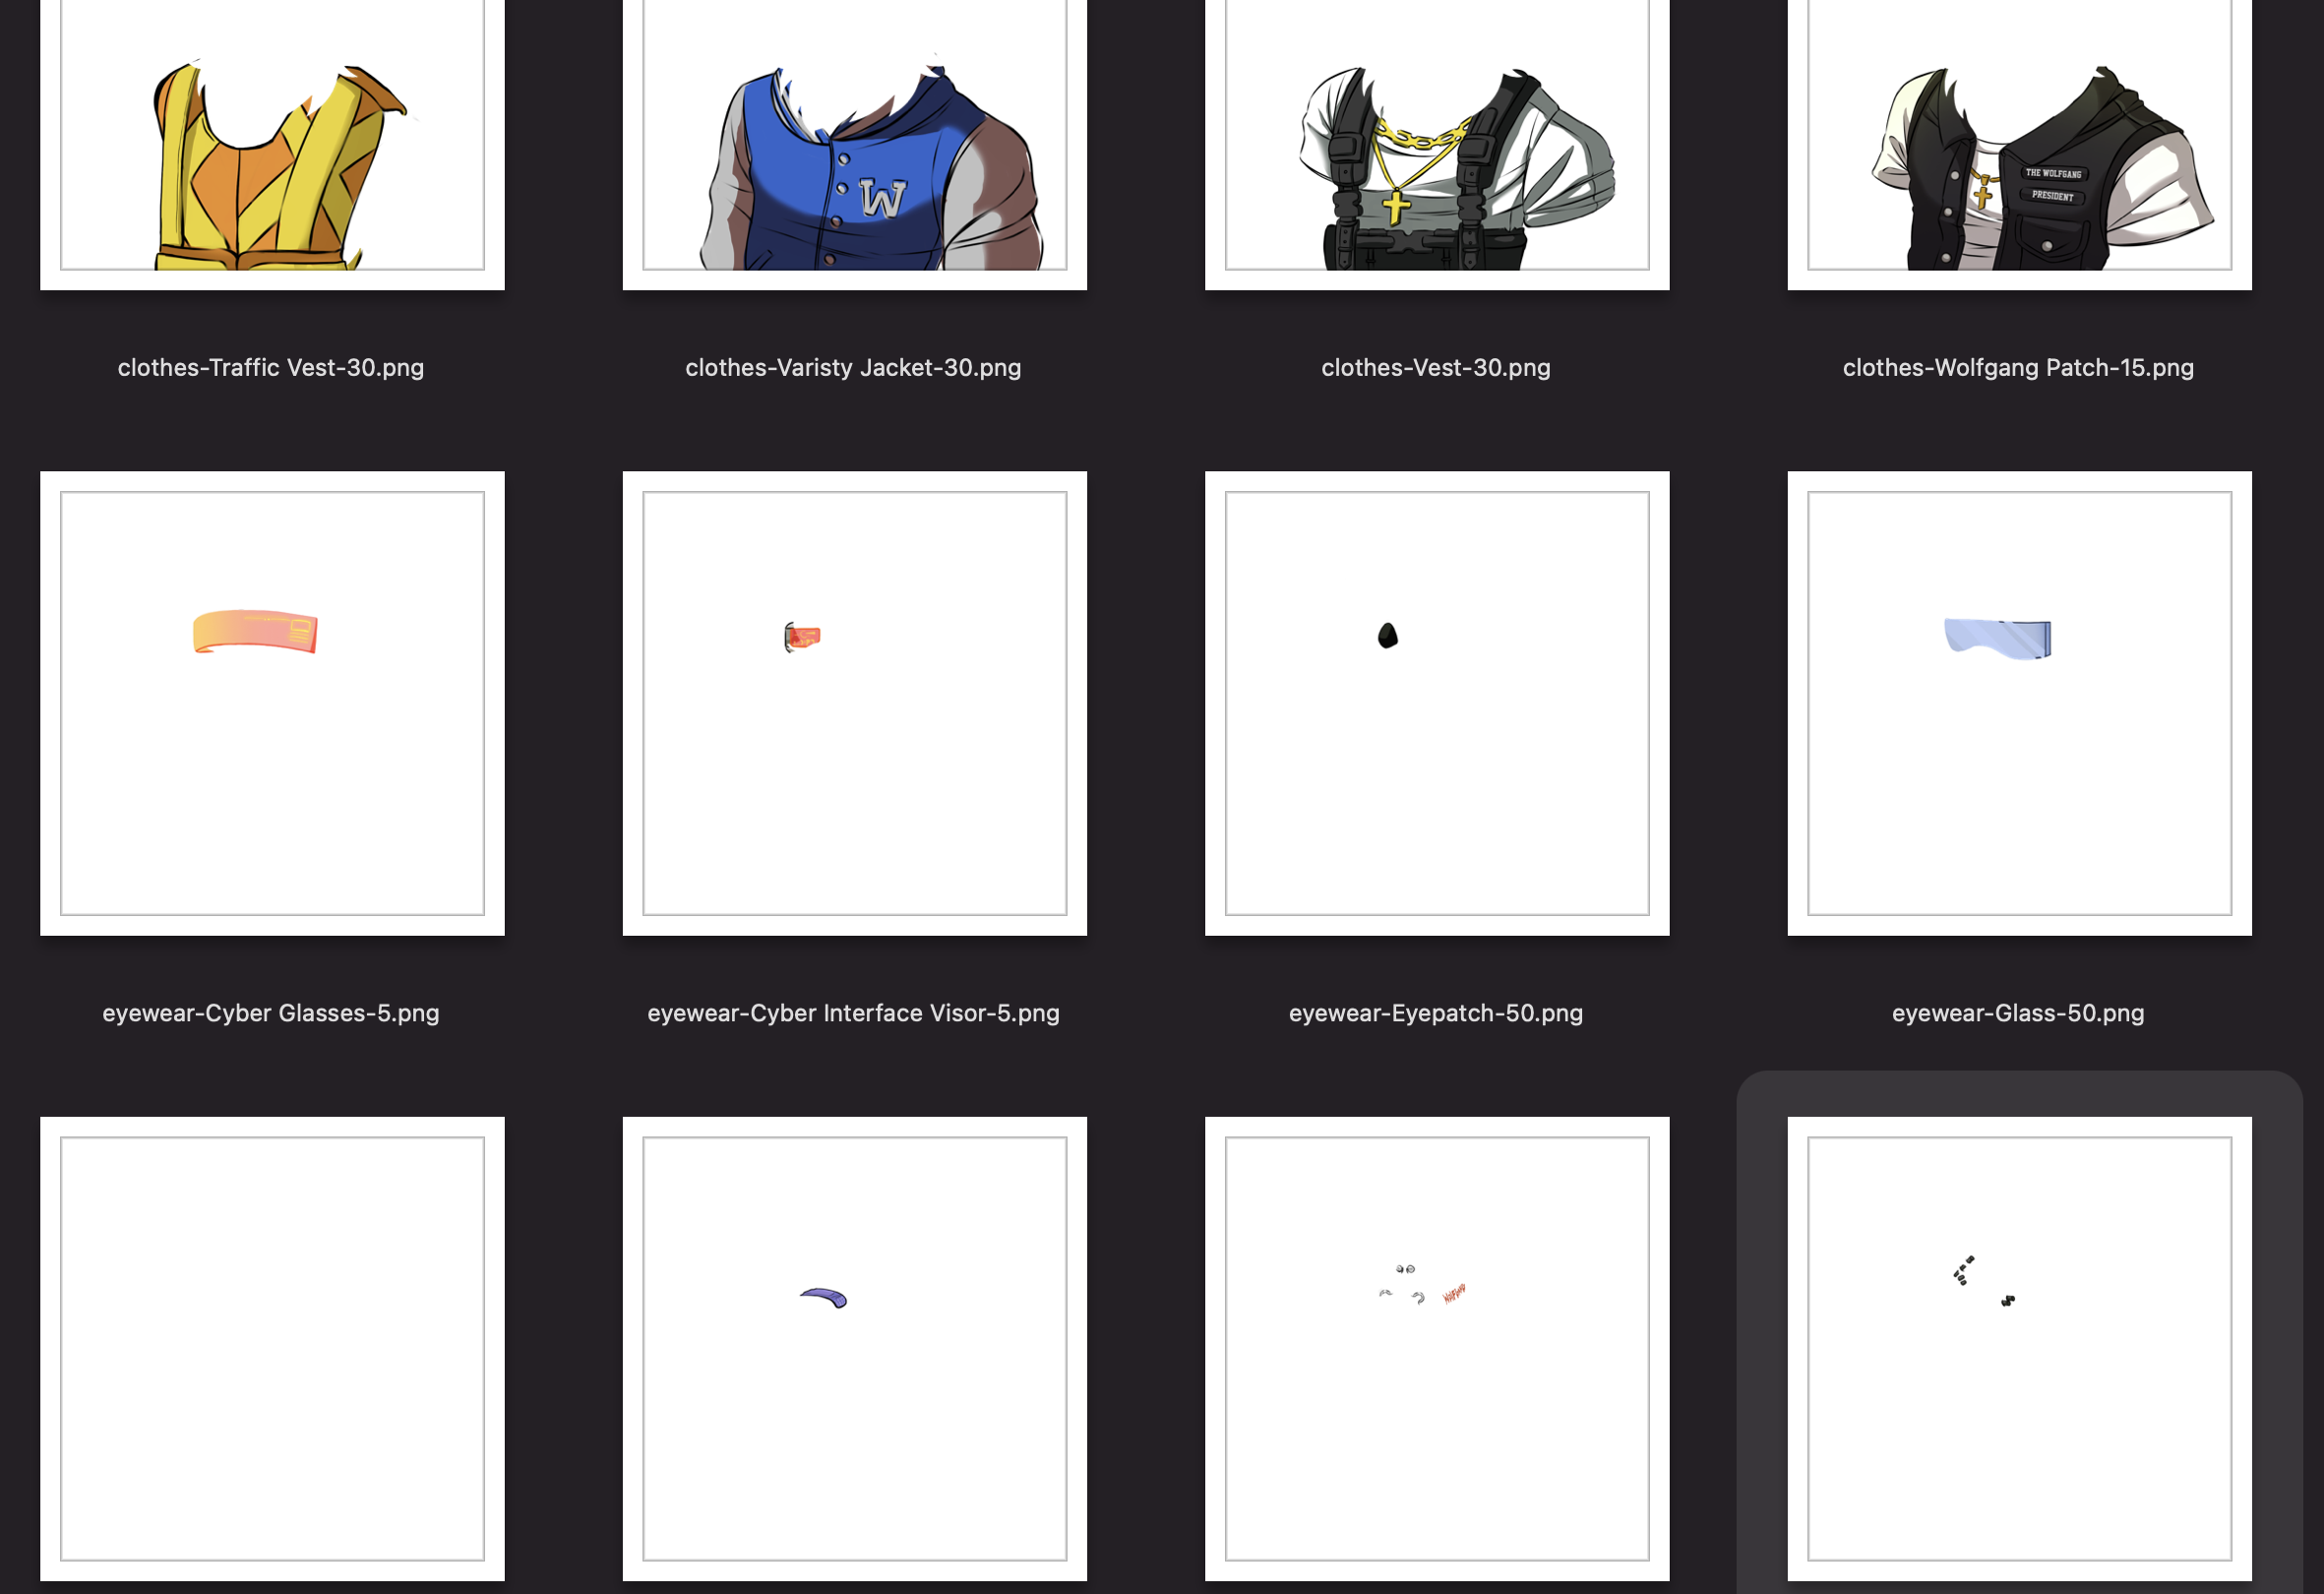 W
THE WOLFGANG
PRESIDENT
clothes-Traffic Vest-30.png
clothes-Varisty Jacket-30.png
clothes-Vest-30.png
clothes-Wolfgang Patch-15.png
eyewear-Cyber Glasses-5.png
eyewear-Cyber Interface Visor-5.png
eyewear-Eyepatch-50.png
eyewear-Glass-50.png